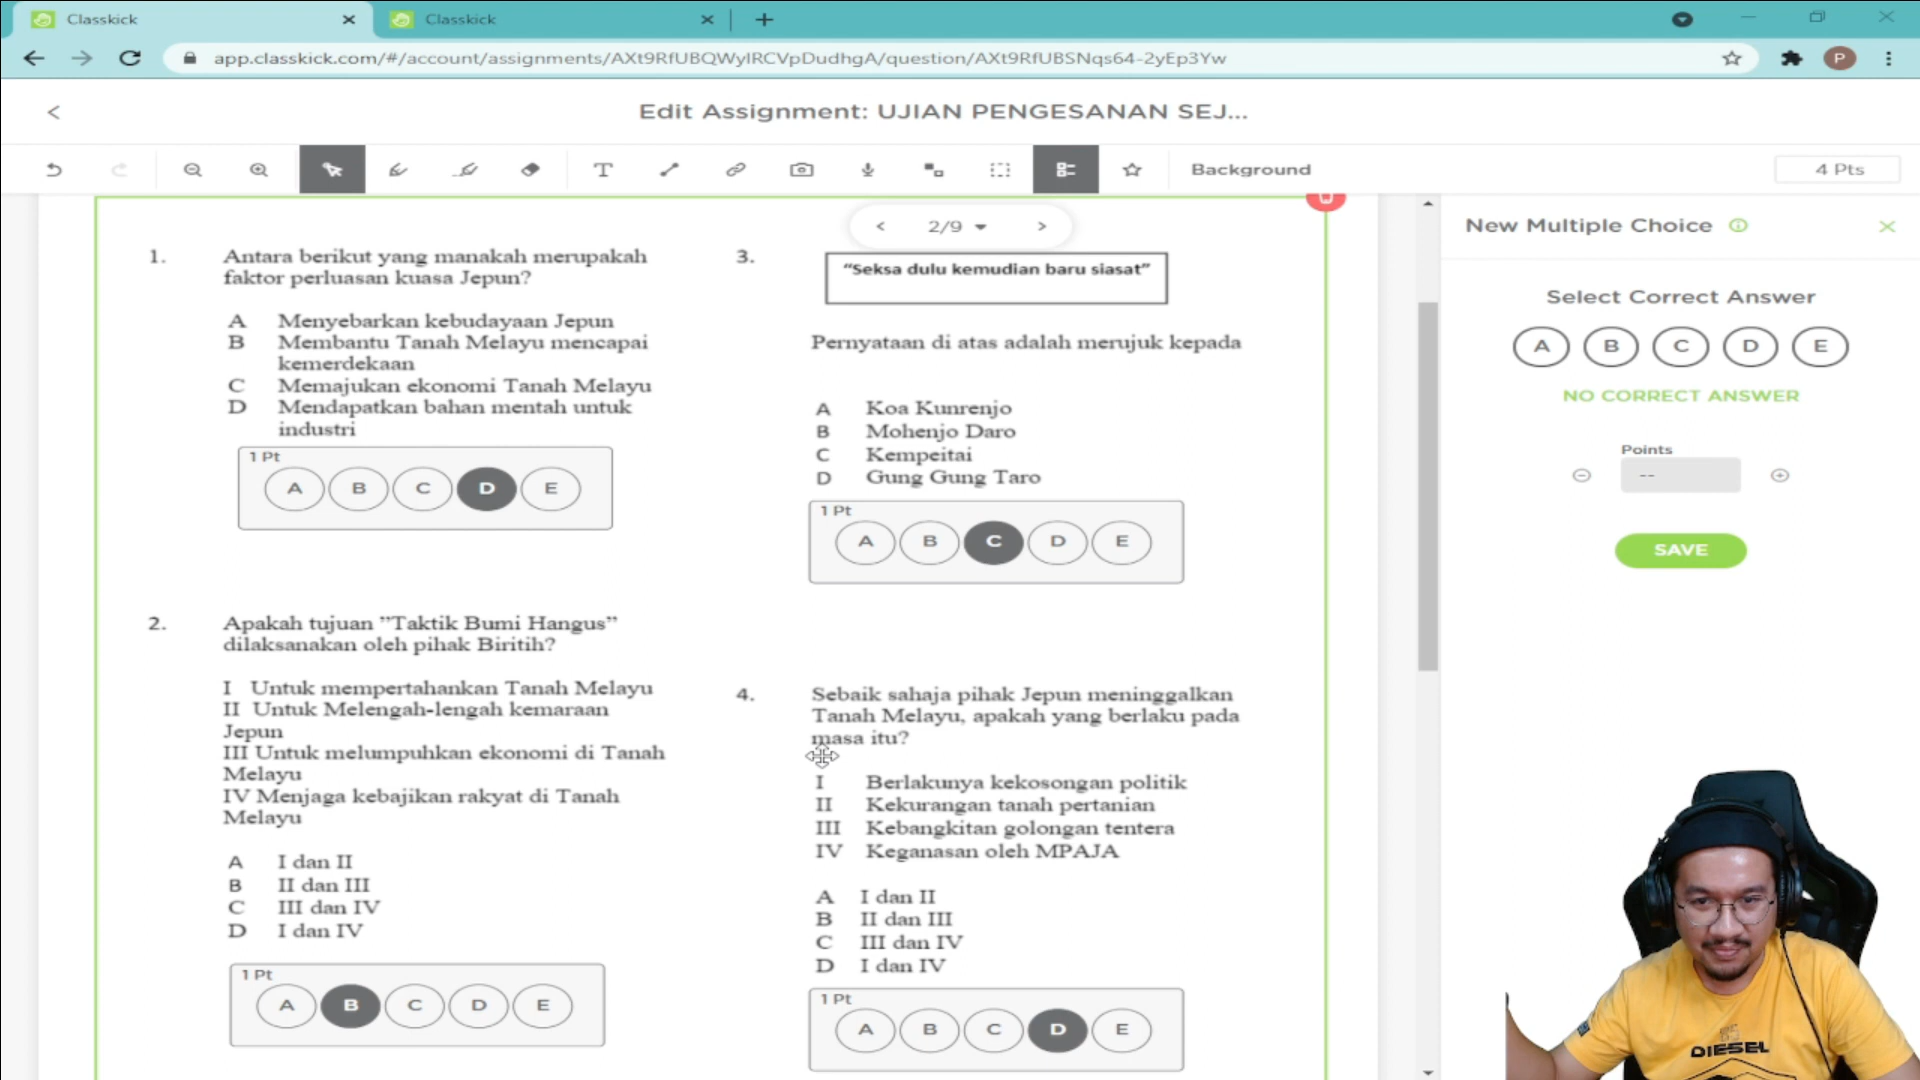 Classkick
Classkick
app.classkick.com/#/account/assignments/AXt9RfUBQWyIRCVpDudhgA/question/AXt9RfUBSNqs64-2yEp3Yw
P
Edit Assignment: UJIAN PENGESANAN SEJ...
T
Background
4 Pts
2/9
1. Antara berikut yang manakah merupakah
faktor perluasan kuasa Jepun?
A Menyebarkan kebudayaan Jepun
B Membantu Tanah Melayu mencapai
kemerdekaan
C Memajukan ekonomi Tanah Melayu
D Mendapatkan bahan mentah untuk
industri
1 Pt
A B C D E
2. Apakah tujuan ”Taktik Bumi Hangus”
dilaksanakan oleh pihak Biritih?
I Untuk mempertahankan Tanah Melayu
II Untuk Melengah-lengah kemaraan
Jepun
III Untuk melumpuhkan ekonomi di Tanah
Melayu
IV Menjaga kebajikan rakyat di Tanah
Melayu
A I dan II
B II dan III
C III dan IV
D I dan IV
1 Pt
A B C D E
3. “Seksa dulu kemudian baru siasat”
Pernyataan di atas adalah merujuk kepada
A Koa Kunrenjo
B Mohenjo Daro
C Kempeitai
D Gung Gung Taro
1 Pt
A B C D E
4. Sebaik sahaja pihak Jepun meninggalkan
Tanah Melayu, apakah yang berlaku pada
masa itu?
I Berlakunya kekosongan politik
II Kekurangan tanah pertanian
III Kebangkitan golongan tentera
IV Keganasan oleh MPAJA
A I dan II
B II dan III
C III dan IV
D I dan IV
1 Pt
A B C D E
New Multiple Choice
Select Correct Answer
A B C D E
NO CORRECT ANSWER
Points
--
SAVE
DIESEL